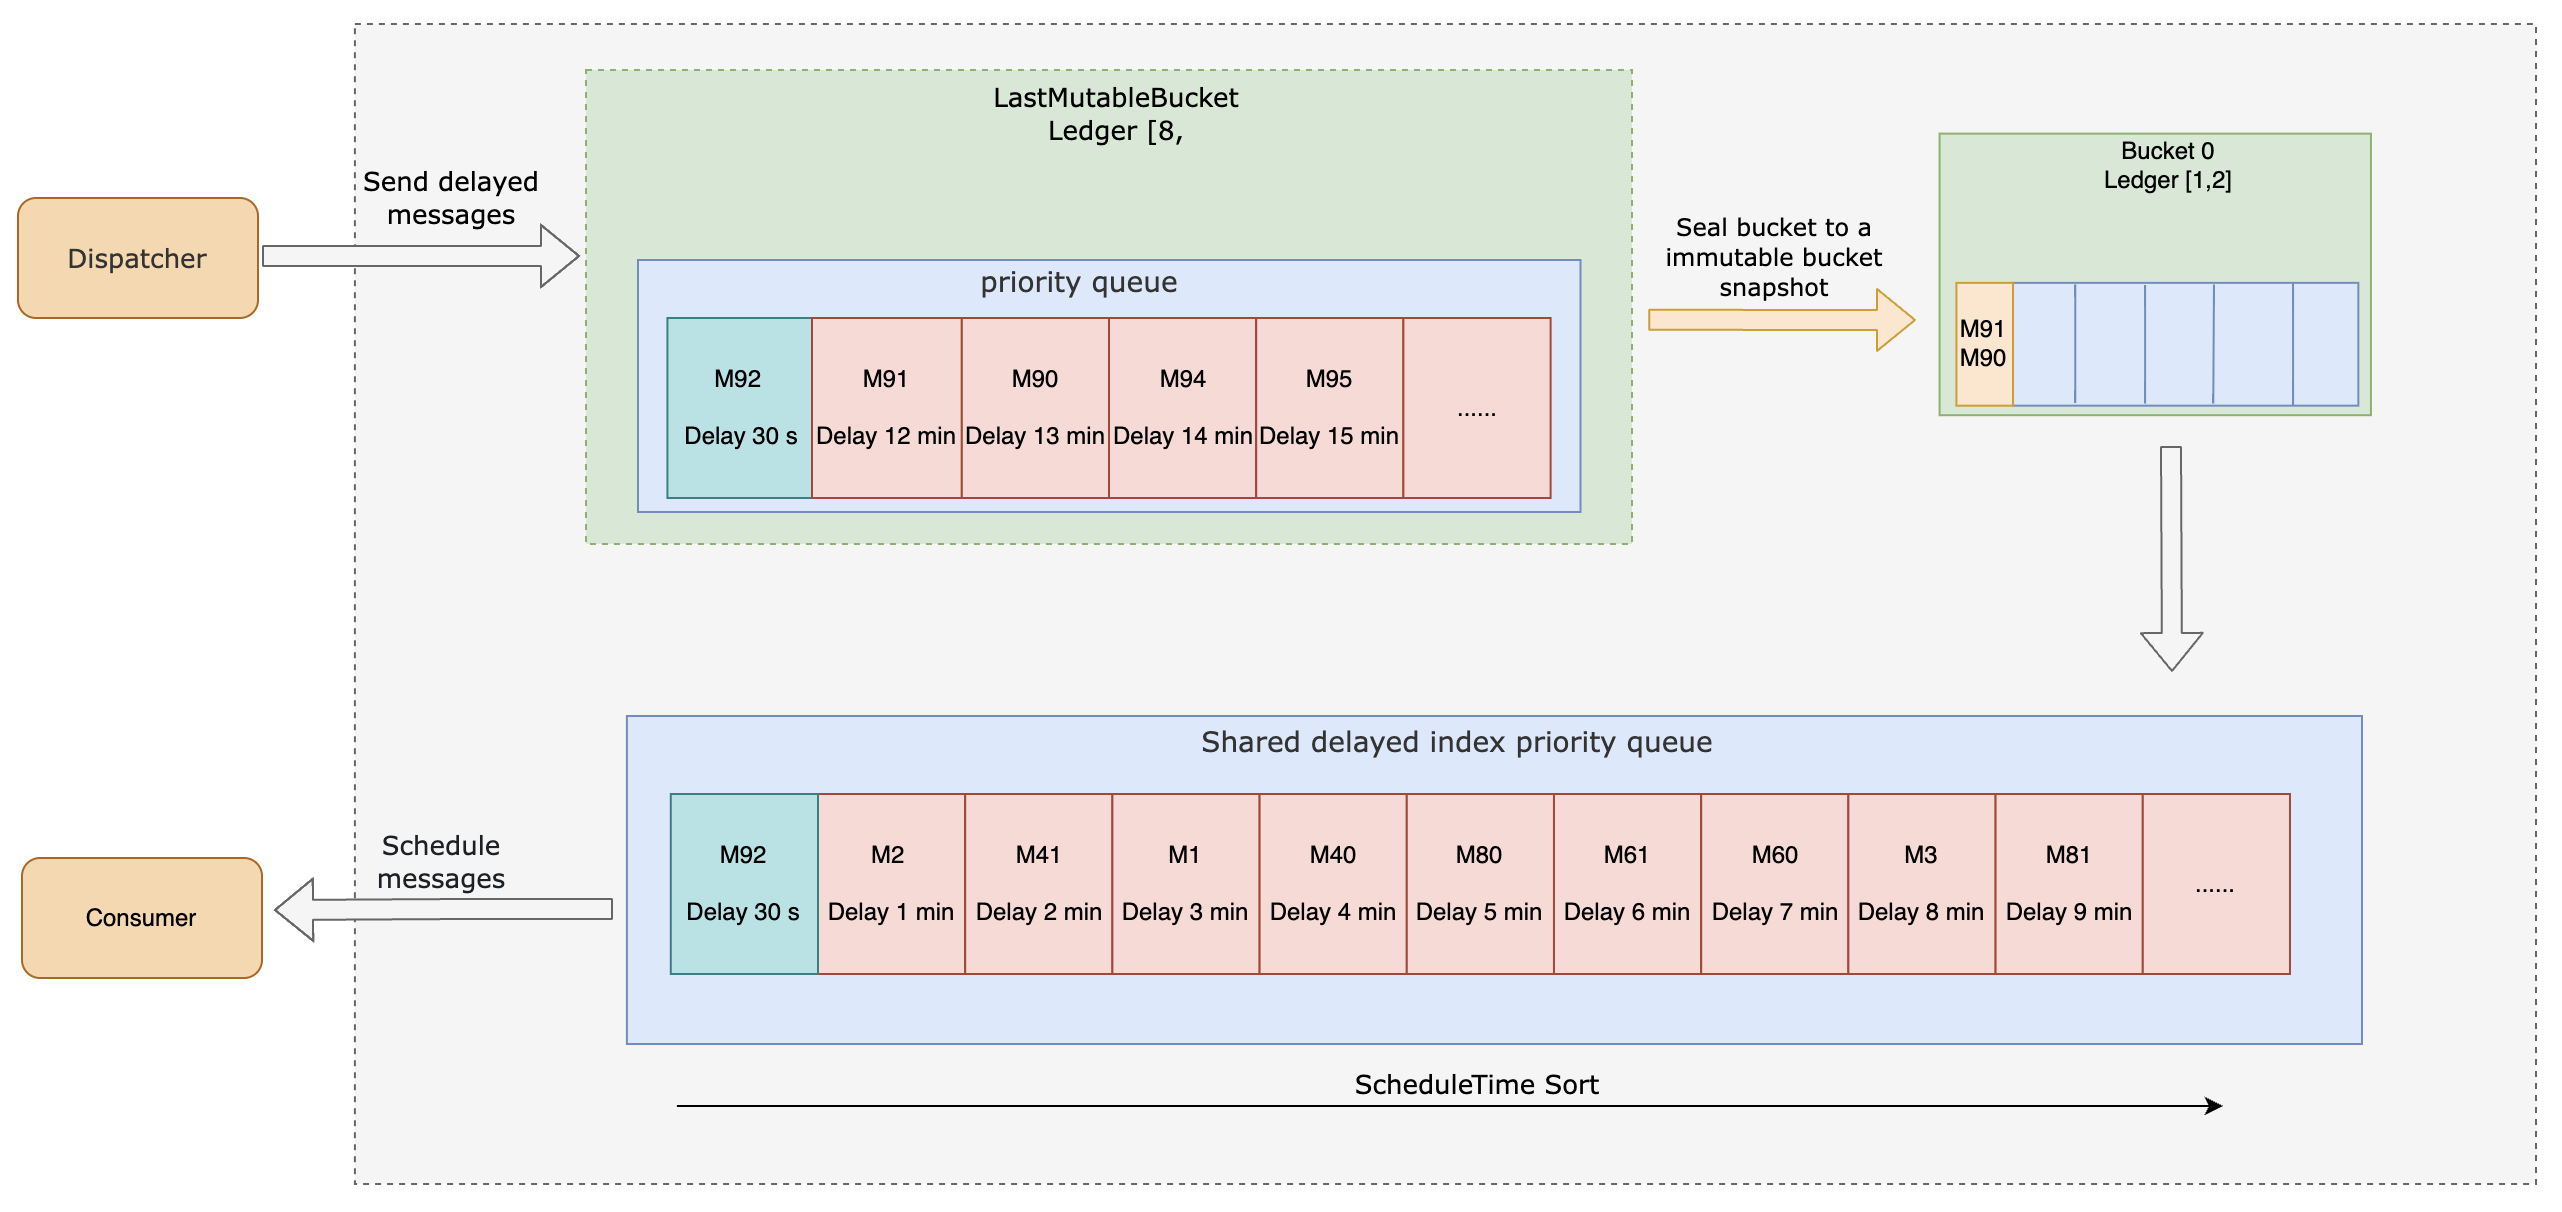 LastMutableBucket
Ledger [8,
Send delayed
messages
Dispatcher
priority queue
M92
Delay 30 s
M91
Delay 12 min
M90
Delay 13 min
M94
Delay 14 min
M95
Delay 15 min
......
Seal bucket to a
immutable bucket
snapshot
Bucket 0
Ledger [1,2]
M91
M90
Shared delayed index priority queue
M92
Delay 30 s
M2
Delay 1 min
M41
Delay 2 min
M1
Delay 3 min
M40
Delay 4 min
M80
Delay 5 min
M61
Delay 6 min
M60
Delay 7 min
M3
Delay 8 min
M81
Delay 9 min
......
Schedule
messages
Consumer
ScheduleTime Sort